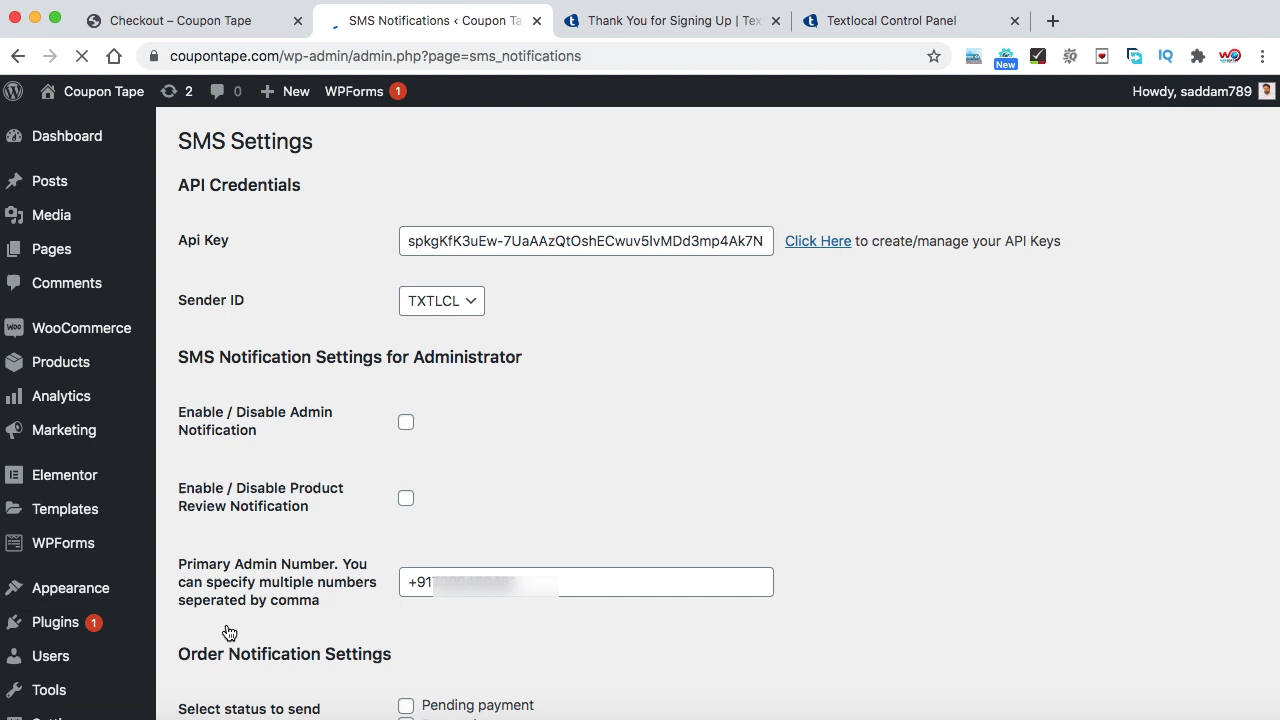 Checkout – Coupon Tape
SMS Notifications ‹ Coupon Ta
Thank You for Signing Up | Tex
Textlocal Control Panel
coupontape.com/wp-admin/admin.php?page=sms_notifications
New
IQ
Coupon Tape
2
0
New
WPForms
1
Howdy, saddam789
Dashboard
Posts
Media
Pages
Comments
WooCommerce
Products
Analytics
Marketing
Elementor
Templates
WPForms
Appearance
Plugins
1
Users
Tools
SMS Settings
API Credentials
Api Key
spkgKfK3uEw-7UaAAzQtOshECwuv5IvMDd3mp4Ak7N
Click Here to create/manage your API Keys
Sender ID
TXTLCL
SMS Notification Settings for Administrator
Enable / Disable Admin
Notification
Enable / Disable Product
Review Notification
Primary Admin Number. You
can specify multiple numbers
seperated by comma
+91
Order Notification Settings
Select status to send
Pending payment